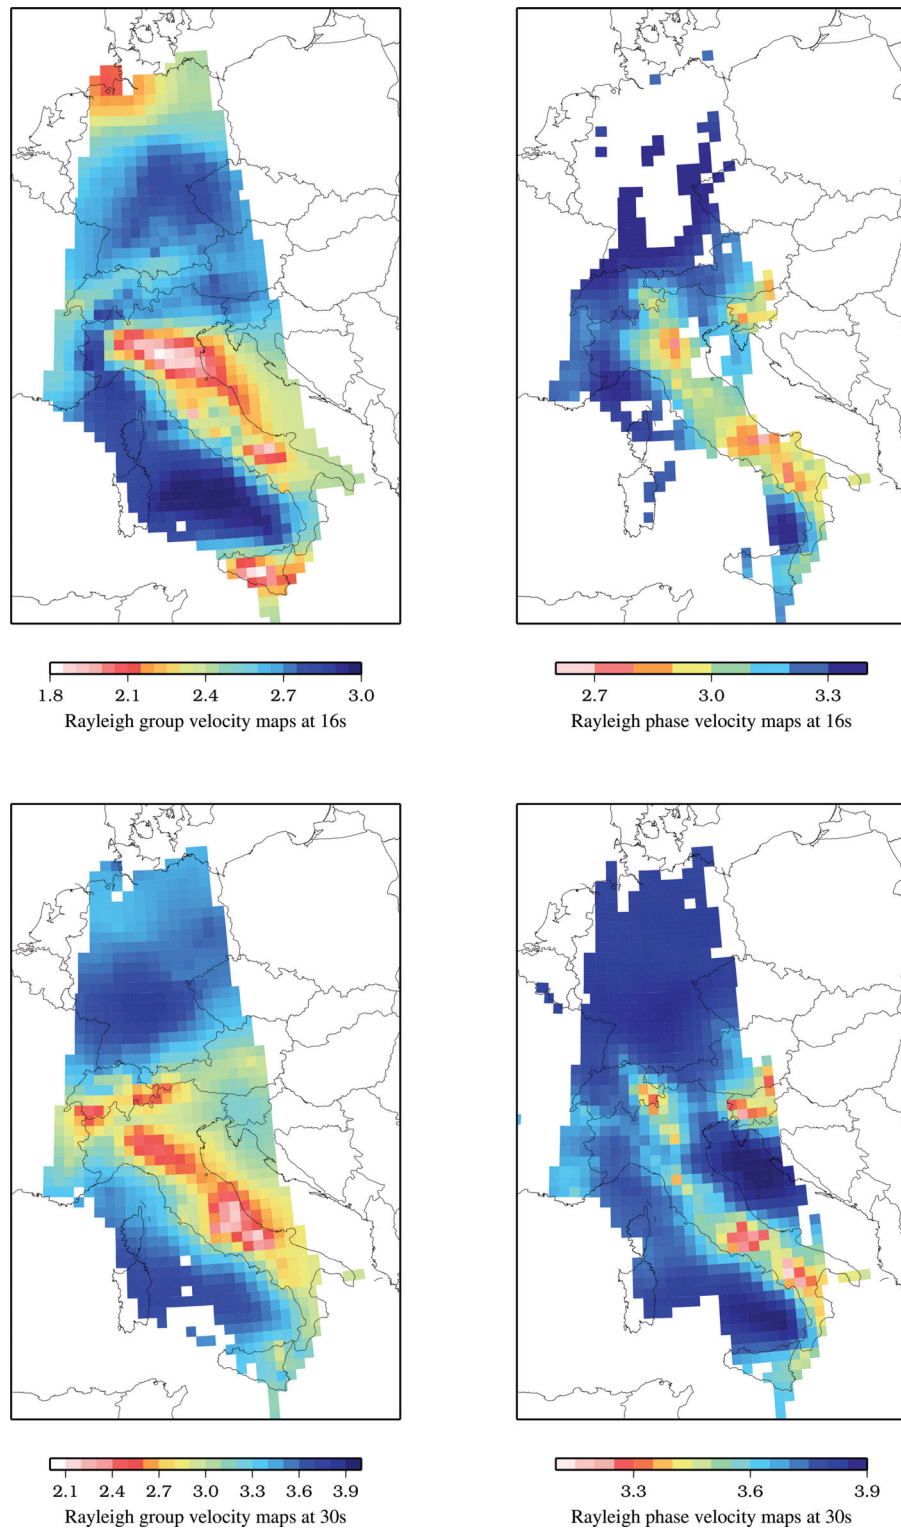 1.8 2.1 2.4 2.7 3.0
Rayleigh group velocity maps at 16s
2.7 3.0 3.3
Rayleigh phase velocity maps at 16s
2.1 2.4 2.7 3.0 3.3 3.6 3.9
Rayleigh group velocity maps at 30s
3.3 3.6 3.9
Rayleigh phase velocity maps at 30s